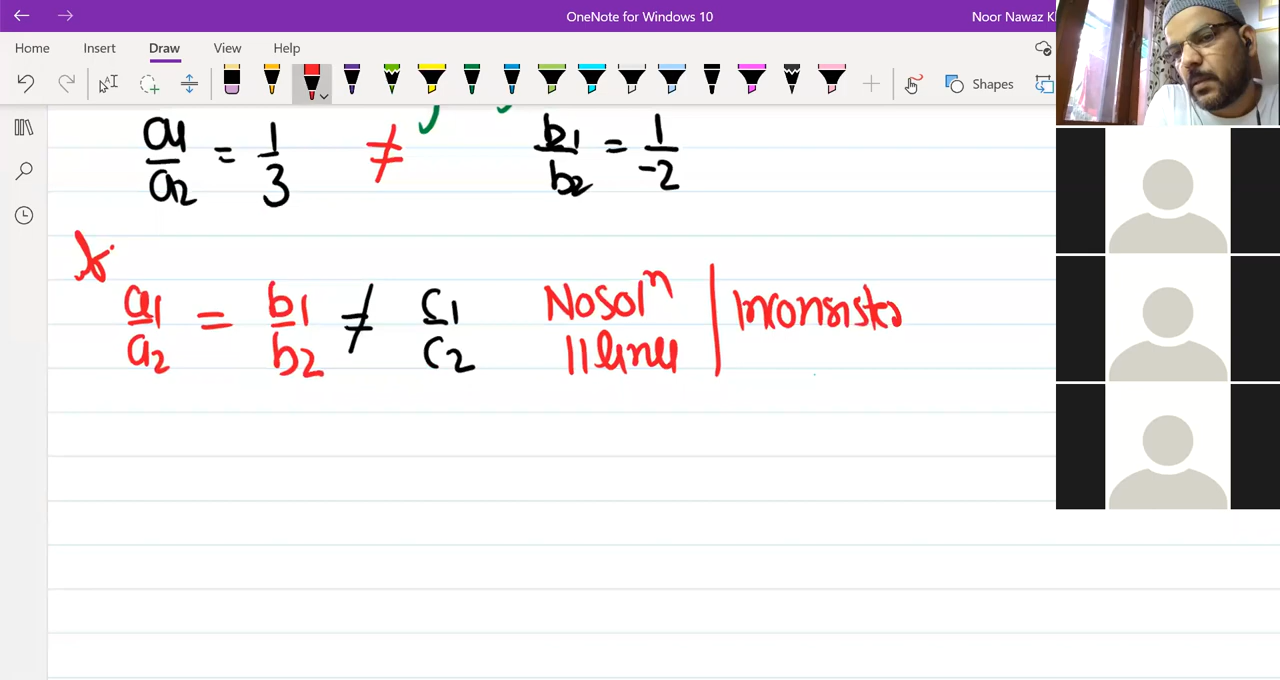 OneNote for Windows 10
Noor Nawaz K
Home Insert Draw View Help
Shapes
a1/a2 = 1/3 ≠ b1/b2 = 1/-2
a1/a2 = b1/b2 ≠ c1/c2 No solⁿ | Inconsiste
|| lines